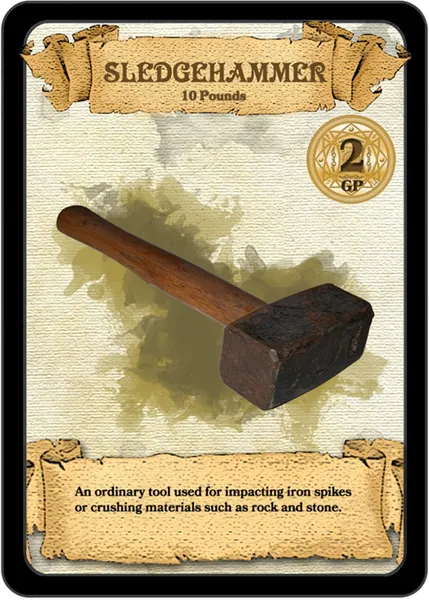 SLEDGEHAMMER
10 Pounds
2
GP
An ordinary tool used for impacting iron spikes
or crushing materials such as rock and stone.